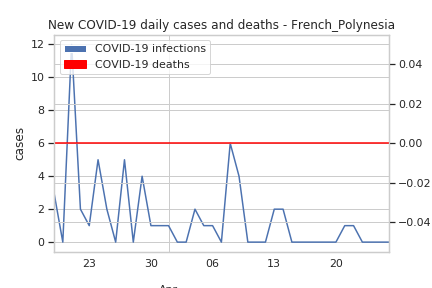 New COVID-19 daily cases and deaths - French_Polynesia
COVID-19 infections
COVID-19 deaths
cases
12
10
8
6
4
2
0
0.04
0.02
0.00
−0.02
−0.04
23 30 06 13 20
Apr